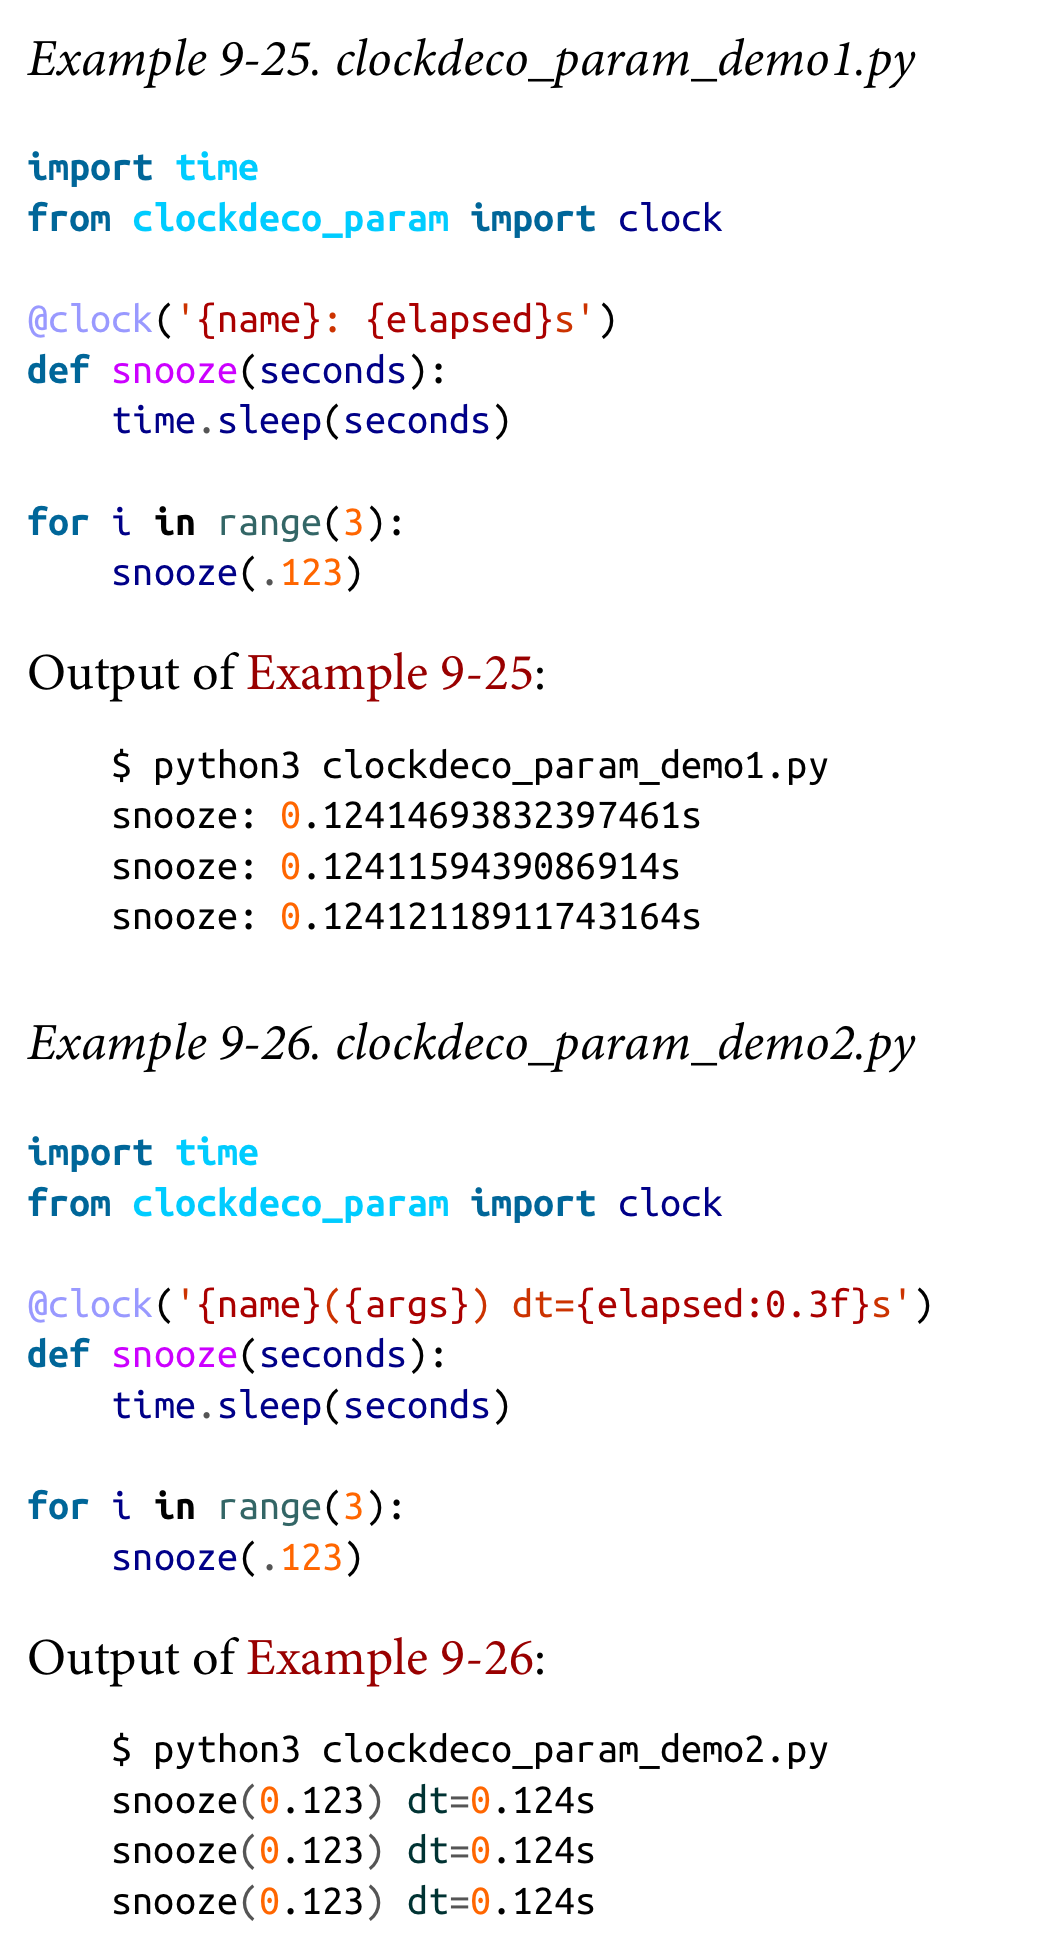 Example 9-25. clockdeco_param_demo1.py
import time
from clockdeco_param import clock
@clock('{name}: {elapsed}s')
def snooze(seconds):
    time.sleep(seconds)
for i in range(3):
    snooze(.123)
Output of Example 9-25:
    $ python3 clockdeco_param_demo1.py
    snooze: 0.12414693832397461s
    snooze: 0.1241159439086914s
    snooze: 0.12412118911743164s
Example 9-26. clockdeco_param_demo2.py
import time
from clockdeco_param import clock
@clock('{name}({args}) dt={elapsed:0.3f}s')
def snooze(seconds):
    time.sleep(seconds)
for i in range(3):
    snooze(.123)
Output of Example 9-26:
    $ python3 clockdeco_param_demo2.py
    snooze(0.123) dt=0.124s
    snooze(0.123) dt=0.124s
    snooze(0.123) dt=0.124s